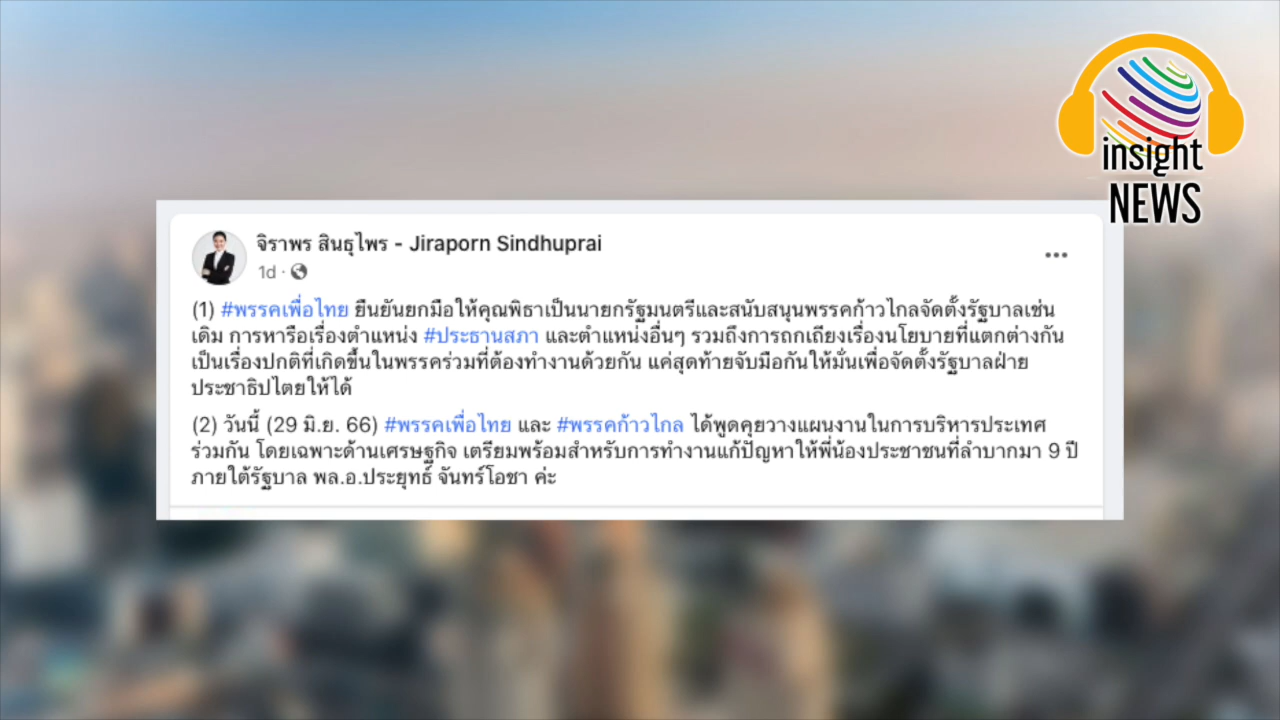 insight
NEWS
จิราพร สินธุไพร - Jiraporn Sindhuprai
1d ·
(1) #พรรคเพื่อไทย ยืนยันยกมือให้คุณพิธาเป็นนายกรัฐมนตรีและสนับสนุนพรรคก้าวไกลจัดตั้งรัฐบาลเช่น
เดิม การหารือเรื่องตำแหน่ง #ประธานสภา และตำแหน่งอื่นๆ รวมถึงการถกเถียงเรื่องนโยบายที่แตกต่างกัน
เป็นเรื่องปกติที่เกิดขึ้นในพรรคร่วมที่ต้องทำงานด้วยกัน แค่สุดท้ายจับมือกันให้มั่นเพื่อจัดตั้งรัฐบาลฝ่าย
ประชาธิปไตยให้ได้
(2) วันนี้ (29 มิ.ย. 66) #พรรคเพื่อไทย และ #พรรคก้าวไกล ได้พูดคุยวางแผนงานในการบริหารประเทศ
ร่วมกัน โดยเฉพาะด้านเศรษฐกิจ เตรียมพร้อมสำหรับการทำงานแก้ปัญหาให้พี่น้องประชาชนที่ลำบากมา 9 ปี
ภายใต้รัฐบาล พล.อ.ประยุทธ์ จันทร์โอชา ค่ะ